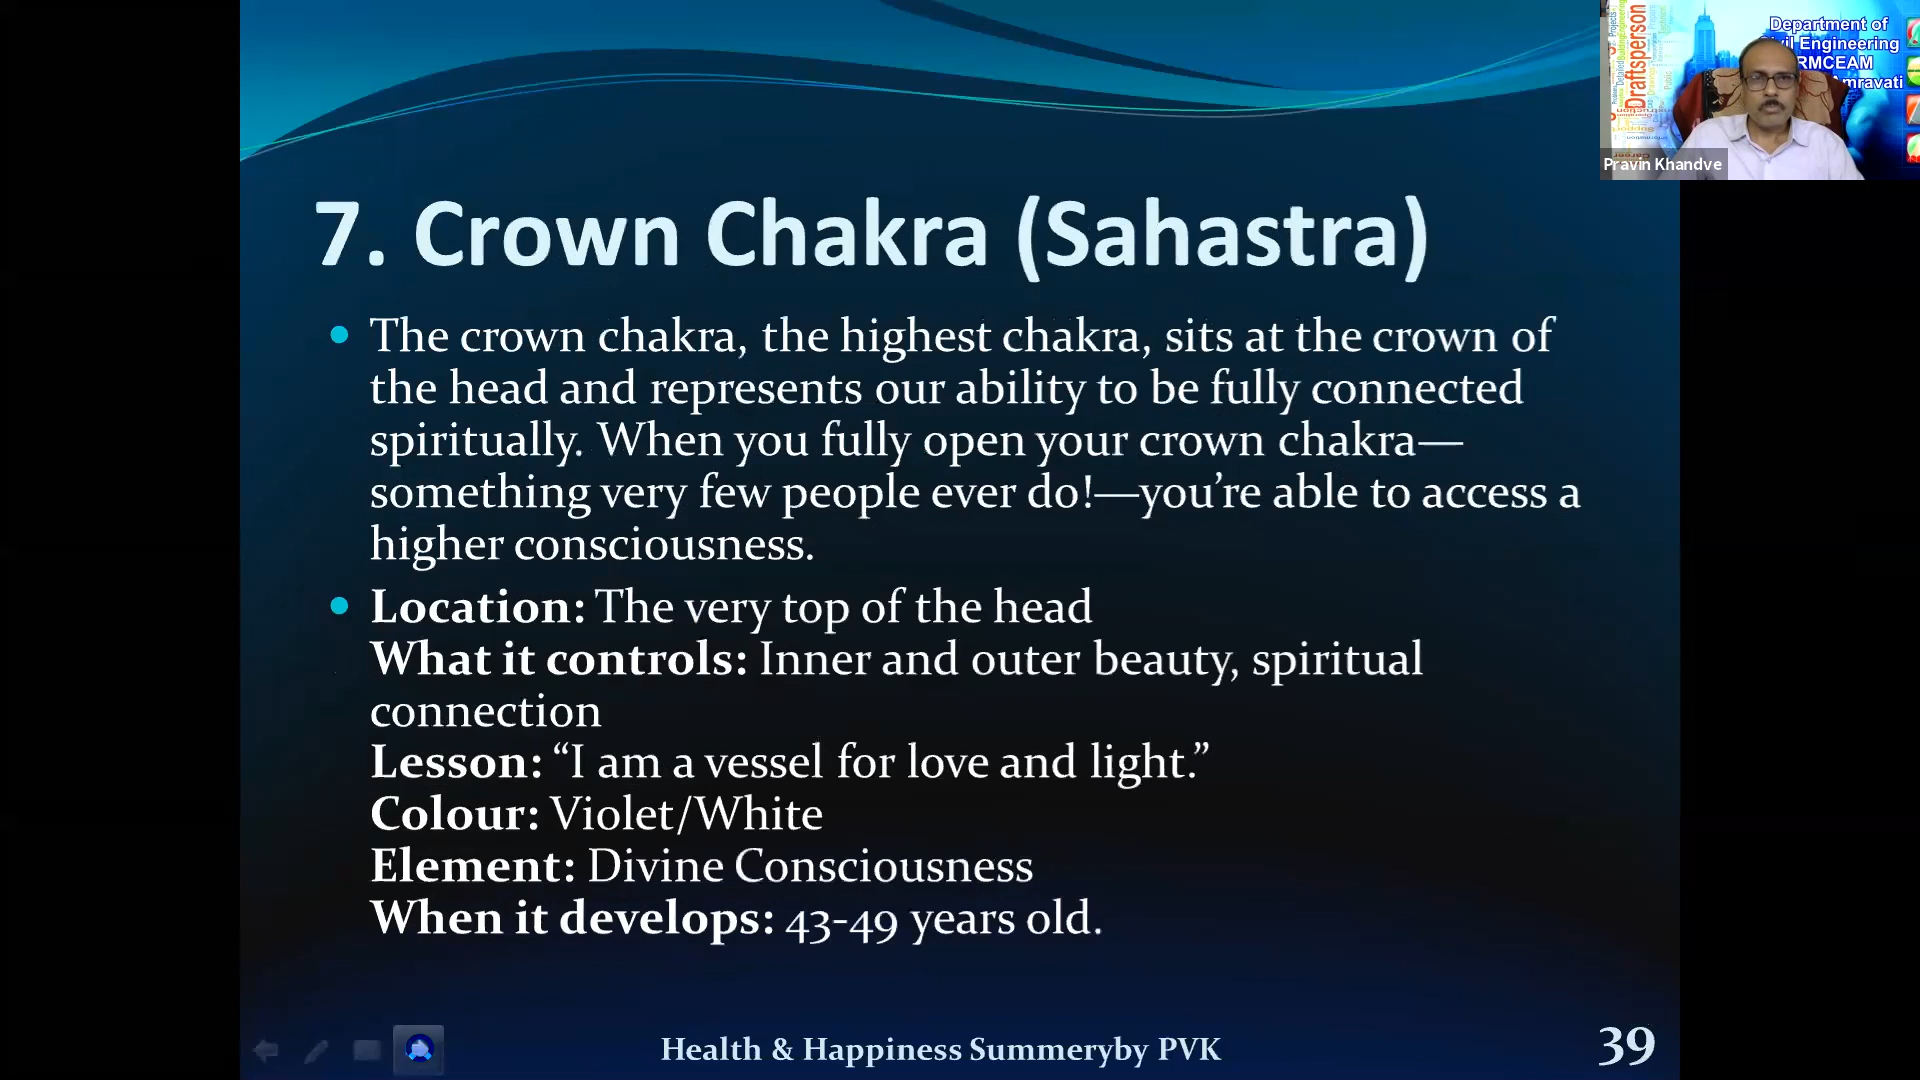 7. Crown Chakra (Sahastra)
The crown chakra, the highest chakra, sits at the crown of
the head and represents our ability to be fully connected
spiritually. When you fully open your crown chakra—
something very few people ever do!—you’re able to access a
higher consciousness.
Location: The very top of the head
What it controls: Inner and outer beauty, spiritual
connection
Lesson: “I am a vessel for love and light.”
Colour: Violet/White
Element: Divine Consciousness
When it develops: 43-49 years old.
Health & Happiness Summeryby PVK
39
Department of
Engineering
RMCEAM
Draftsperson
Pravin Khandve